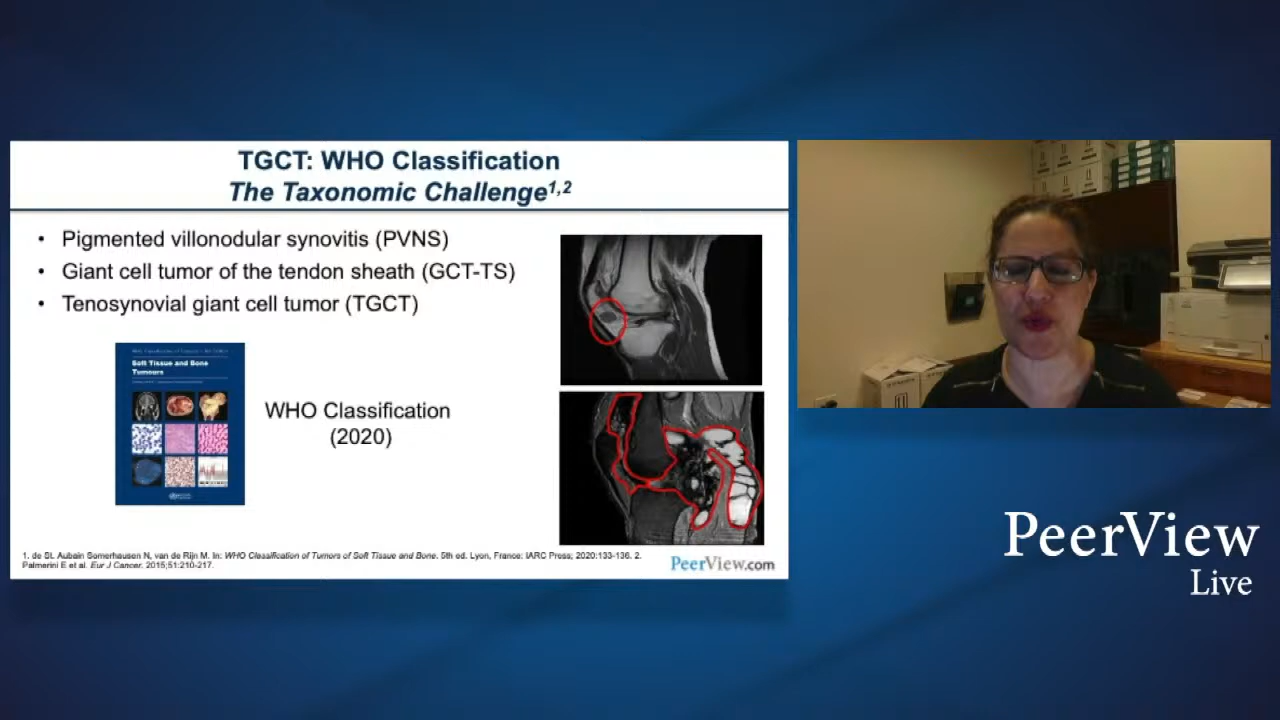 TGCT: WHO Classification
The Taxonomic Challenge1,2
• Pigmented villonodular synovitis (PVNS)
• Giant cell tumor of the tendon sheath (GCT-TS)
• Tenosynovial giant cell tumor (TGCT)
Soft Tissue and Bone
Tumours
WHO Classification
(2020)
1. de St. Aubain Somerhausen N, van de Rijn M. In: WHO Classification of Tumors of Soft Tissue and Bone. 5th ed. Lyon, France: IARC Press; 2020:133-136. 2.
Palmerini E et al. Eur J Cancer. 2015;51:210-217.
PeerView.com
PeerView
Live